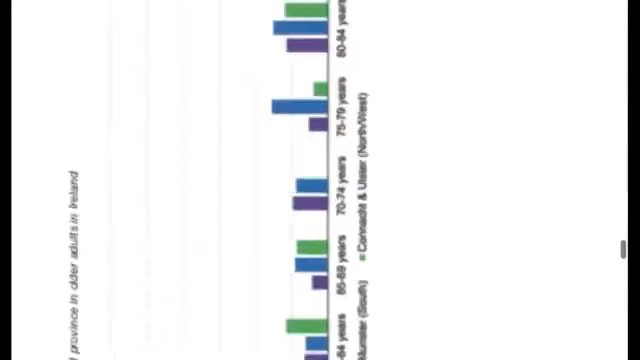 province in older adults in Ireland
-64 years
65-69 years
70-74 years
75-79 years
80-84 years
Munster (South)
Connacht & Ulster (North/West)